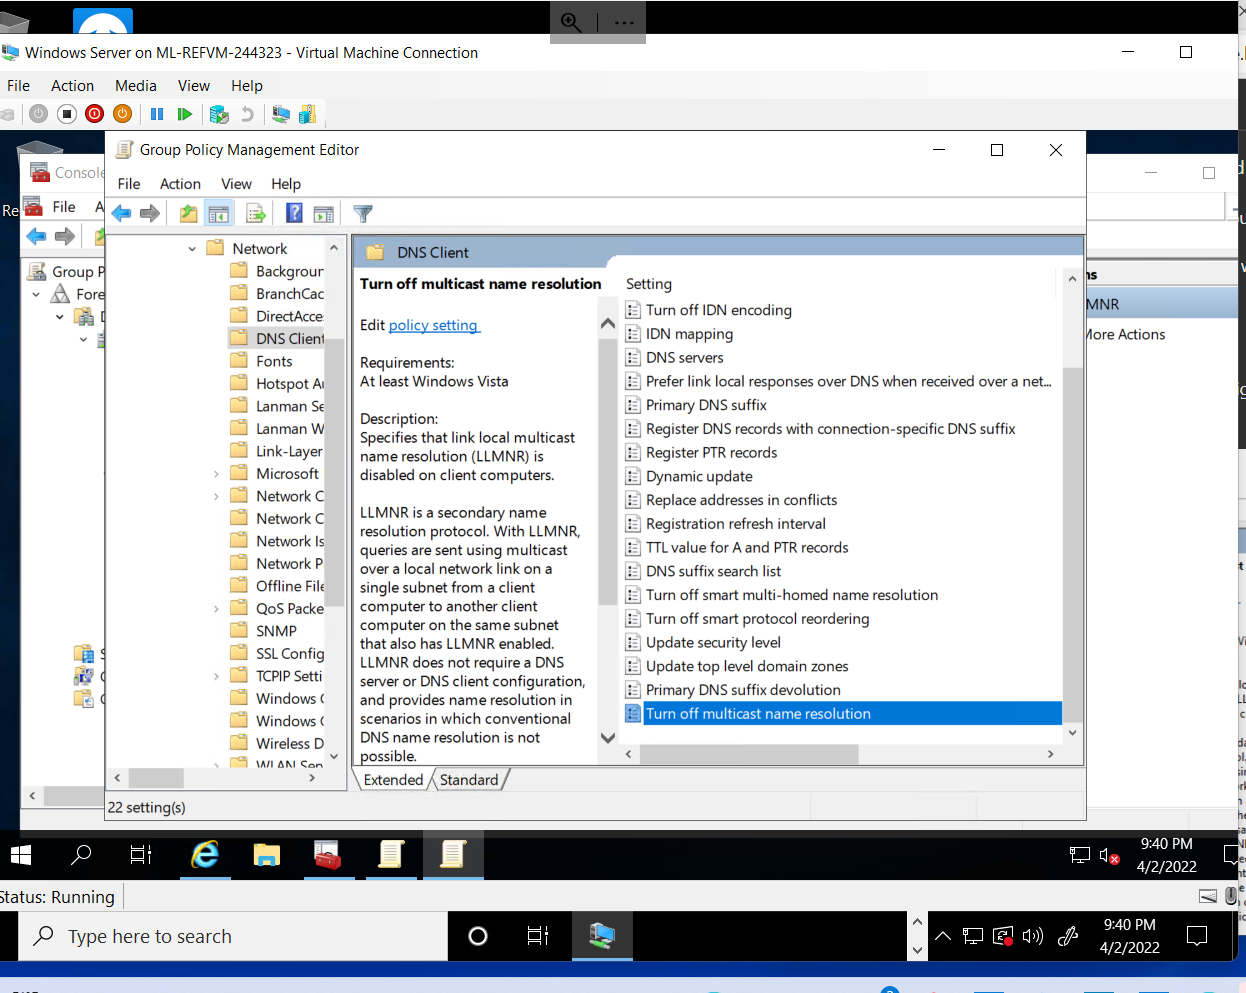 Windows Server on ML-REFVM-244323 - Virtual Machine Connection
File Action Media View Help
Console
File
Group Policy Management Editor
File Action View Help
Group P
Fore
Network
Backgroun
BranchCac
DirectAcce
DNS Client
Fonts
Hotspot Au
Lanman Se
Lanman W
Link-Layer
Microsoft
Network C
Network C
Network Is
Network P
Offline File
QoS Packe
SNMP
SSL Config
TCPIP Setti
Windows C
Windows C
Wireless D
WLAN Serv
DNS Client
Turn off multicast name resolution
Edit policy setting
Requirements:
At least Windows Vista
Description:
Specifies that link local multicast
name resolution (LLMNR) is
disabled on client computers.
LLMNR is a secondary name
resolution protocol. With LLMNR,
queries are sent using multicast
over a local network link on a
single subnet from a client
computer to another client
computer on the same subnet
that also has LLMNR enabled.
LLMNR does not require a DNS
server or DNS client configuration,
and provides name resolution in
scenarios in which conventional
DNS name resolution is not
possible.
Setting
Turn off IDN encoding
IDN mapping
DNS servers
Prefer link local responses over DNS when received over a net...
Primary DNS suffix
Register DNS records with connection-specific DNS suffix
Register PTR records
Dynamic update
Replace addresses in conflicts
Registration refresh interval
TTL value for A and PTR records
DNS suffix search list
Turn off smart multi-homed name resolution
Turn off smart protocol reordering
Update security level
Update top level domain zones
Primary DNS suffix devolution
Turn off multicast name resolution
Extended Standard
22 setting(s)
MNR
More Actions
9:40 PM
4/2/2022
Status: Running
Type here to search
9:40 PM
4/2/2022